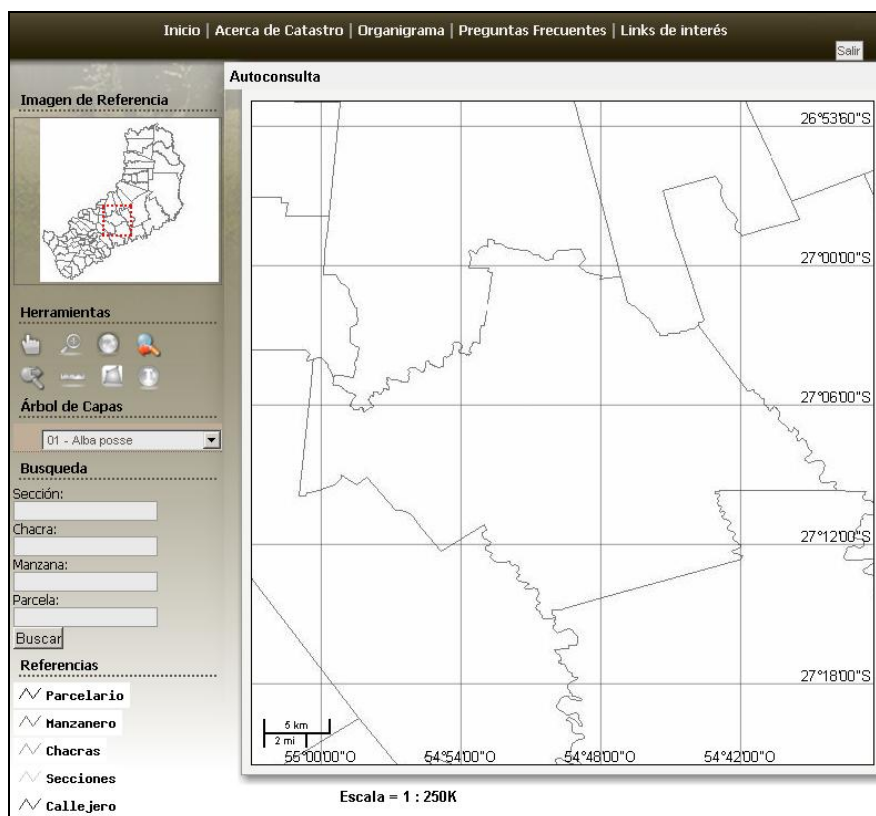 Inicio | Acerca de Catastro | Organigrama | Preguntas Frecuentes | Links de interés
Salir
Autoconsulta
Imagen de Referencia
Herramientas
Árbol de Capas
01 - Alba posse
Busqueda
Sección:
Chacra:
Manzana:
Parcela:
Buscar
Referencias
Parcelario
Manzanero
Chacras
Secciones
Callejero
26°53'60"S
27°00'00"S
27°06'00"S
27°12'00"S
27°18'00"S
5 km
2 mi
55°00'00"O 54°54'00"O 54°48'00"O 54°42'00"O
Escala = 1 : 250K